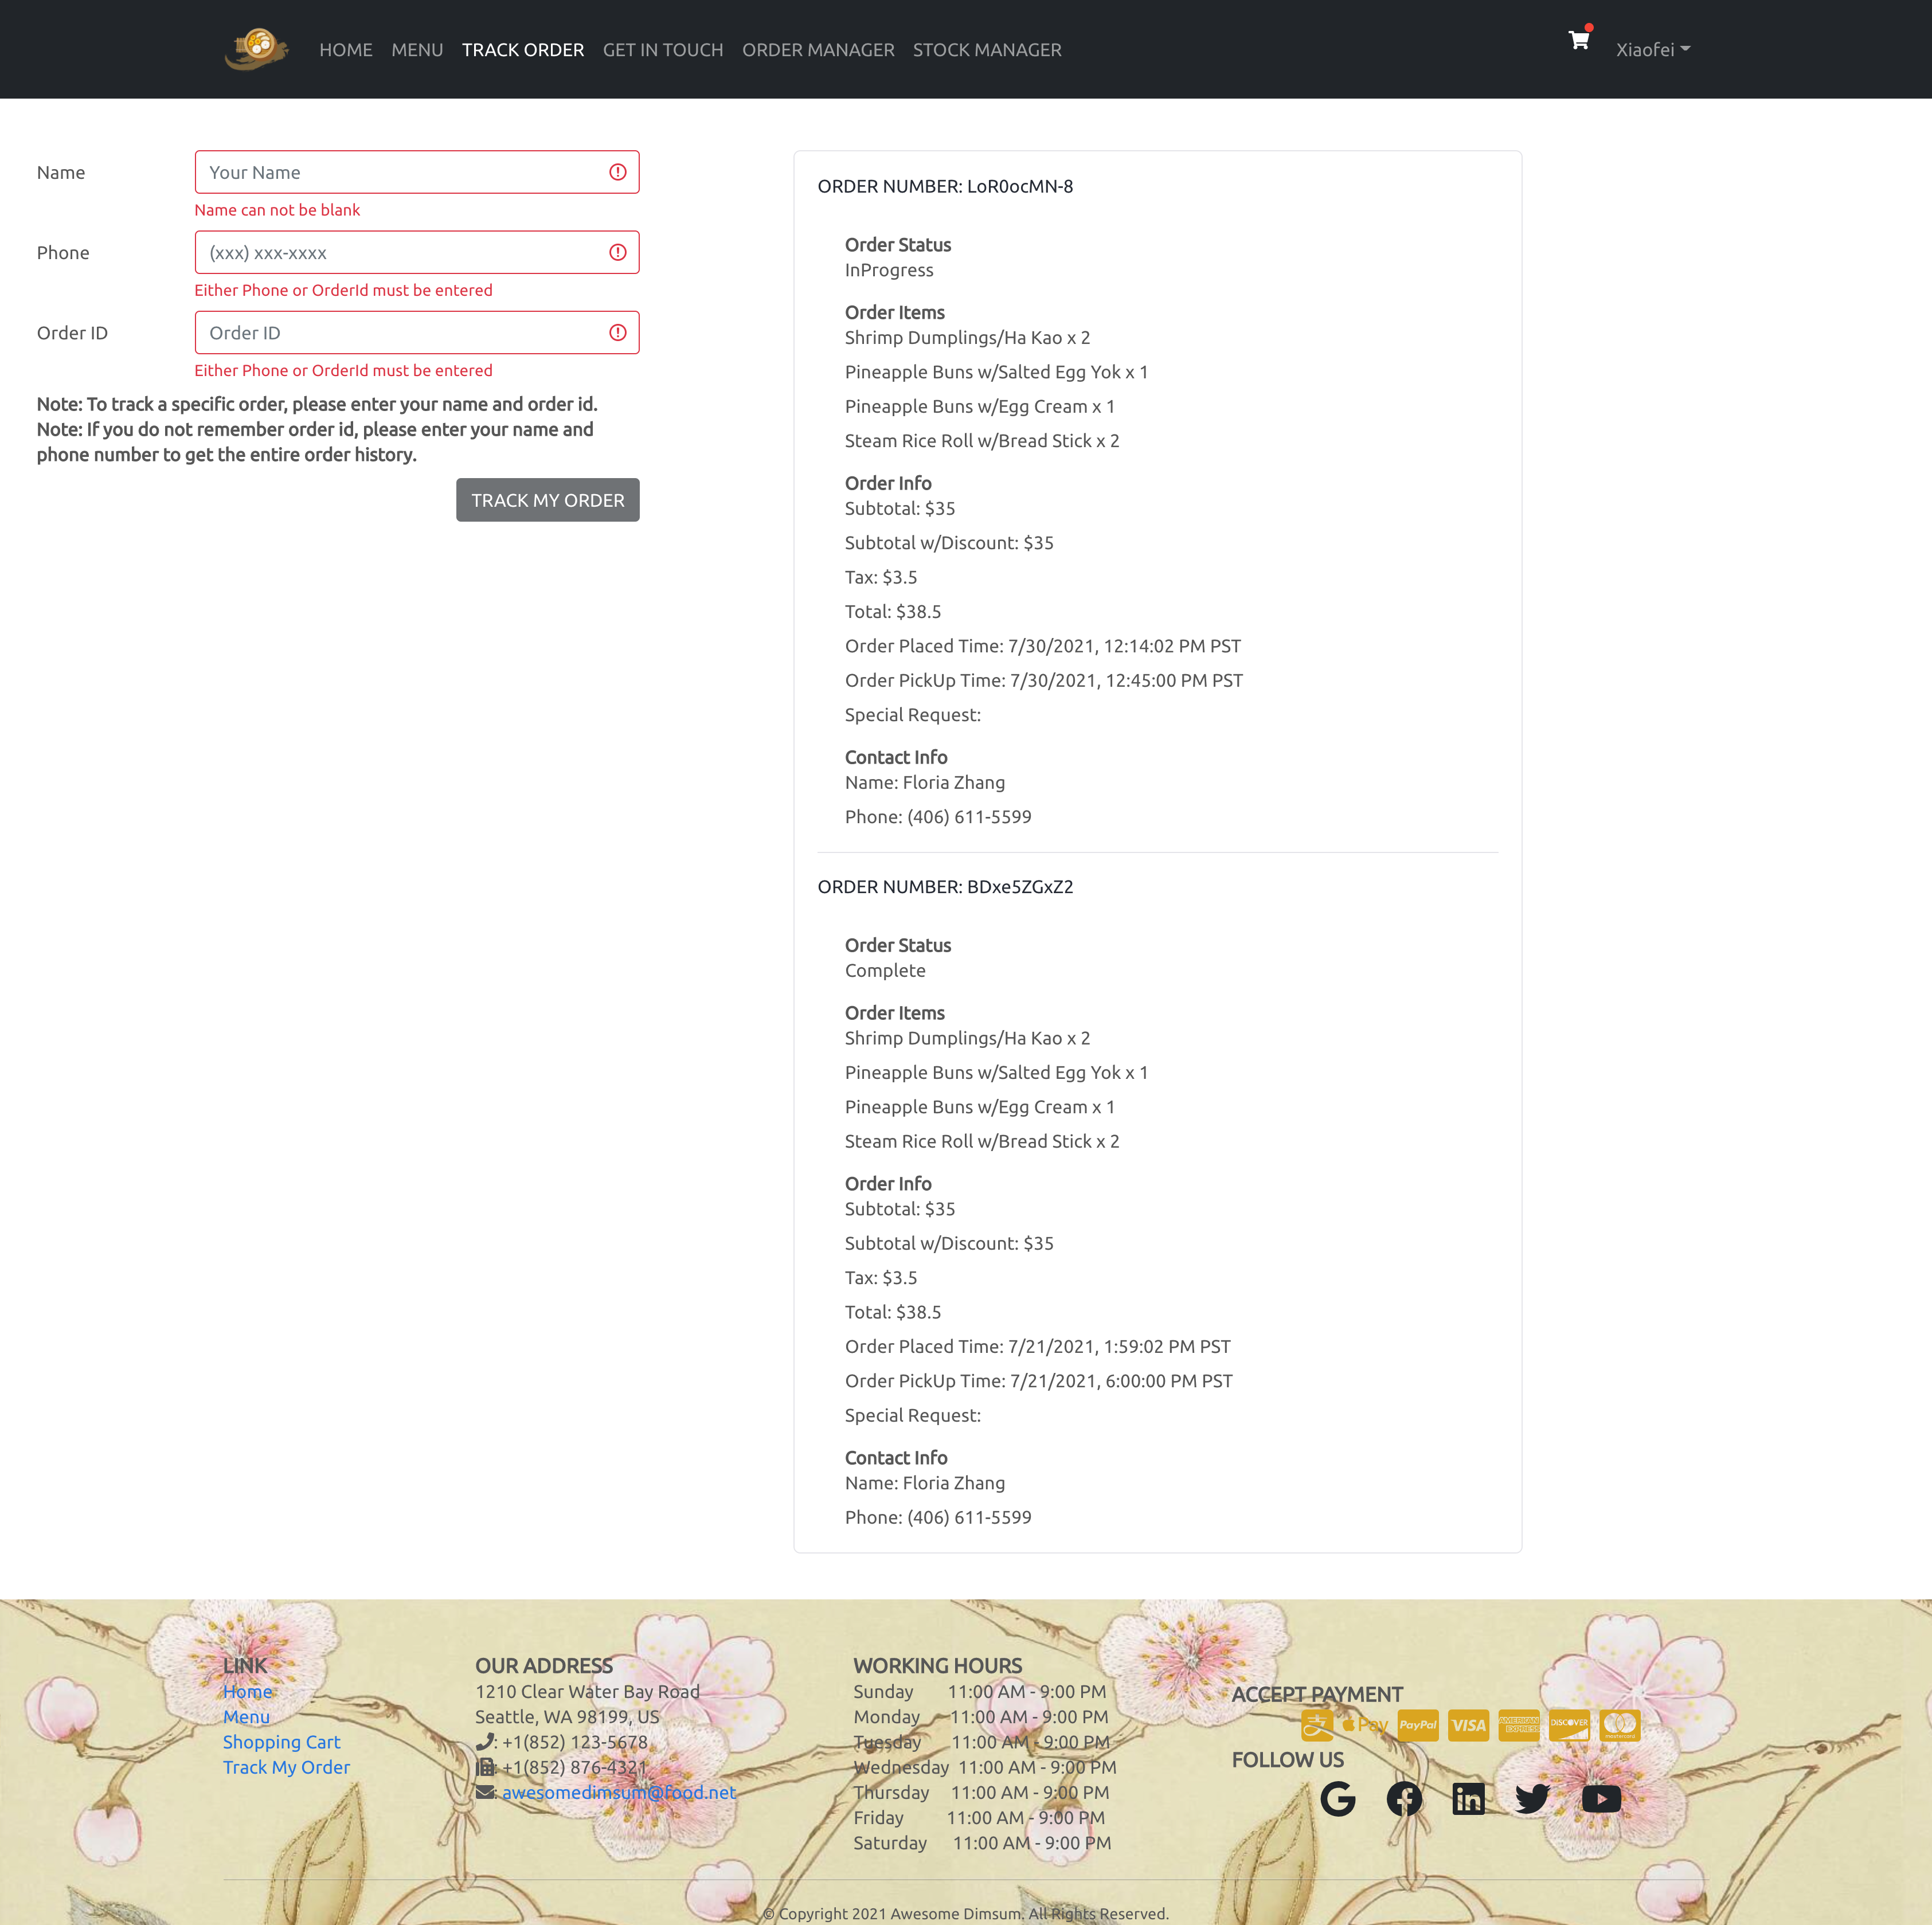 HOME MENU TRACK ORDER GET IN TOUCH ORDER MANAGER STOCK MANAGER Xiaofei
Name
Your Name
Name can not be blank
Phone
(xxx) xxx-xxxx
Either Phone or OrderId must be entered
Order ID
Order ID
Either Phone or OrderId must be entered
Note: To track a specific order, please enter your name and order id.
Note: If you do not remember order id, please enter your name and
phone number to get the entire order history.
TRACK MY ORDER
ORDER NUMBER: LoR0ocMN-8
Order Status
InProgress
Order Items
Shrimp Dumplings/Ha Kao x 2
Pineapple Buns w/Salted Egg Yok x 1
Pineapple Buns w/Egg Cream x 1
Steam Rice Roll w/Bread Stick x 2
Order Info
Subtotal: $35
Subtotal w/Discount: $35
Tax: $3.5
Total: $38.5
Order Placed Time: 7/30/2021, 12:14:02 PM PST
Order PickUp Time: 7/30/2021, 12:45:00 PM PST
Special Request:
Contact Info
Name: Floria Zhang
Phone: (406) 611-5599
ORDER NUMBER: BDxe5ZGxZ2
Order Status
Complete
Order Items
Shrimp Dumplings/Ha Kao x 2
Pineapple Buns w/Salted Egg Yok x 1
Pineapple Buns w/Egg Cream x 1
Steam Rice Roll w/Bread Stick x 2
Order Info
Subtotal: $35
Subtotal w/Discount: $35
Tax: $3.5
Total: $38.5
Order Placed Time: 7/21/2021, 1:59:02 PM PST
Order PickUp Time: 7/21/2021, 6:00:00 PM PST
Special Request:
Contact Info
Name: Floria Zhang
Phone: (406) 611-5599
LINK
Home
Menu
Shopping Cart
Track My Order
OUR ADDRESS
1210 Clear Water Bay Road
Seattle, WA 98199, US
: +1(852) 123-5678
: +1(852) 876-4321
: awesomedimsum@food.net
WORKING HOURS
Sunday 11:00 AM - 9:00 PM
Monday 11:00 AM - 9:00 PM
Tuesday 11:00 AM - 9:00 PM
Wednesday 11:00 AM - 9:00 PM
Thursday 11:00 AM - 9:00 PM
Friday 11:00 AM - 9:00 PM
Saturday 11:00 AM - 9:00 PM
ACCEPT PAYMENT
Pay PayPal VISA AMERICAN EXPRESS DISCOVER
FOLLOW US
© Copyright 2021 Awesome Dimsum. All Rights Reserved.